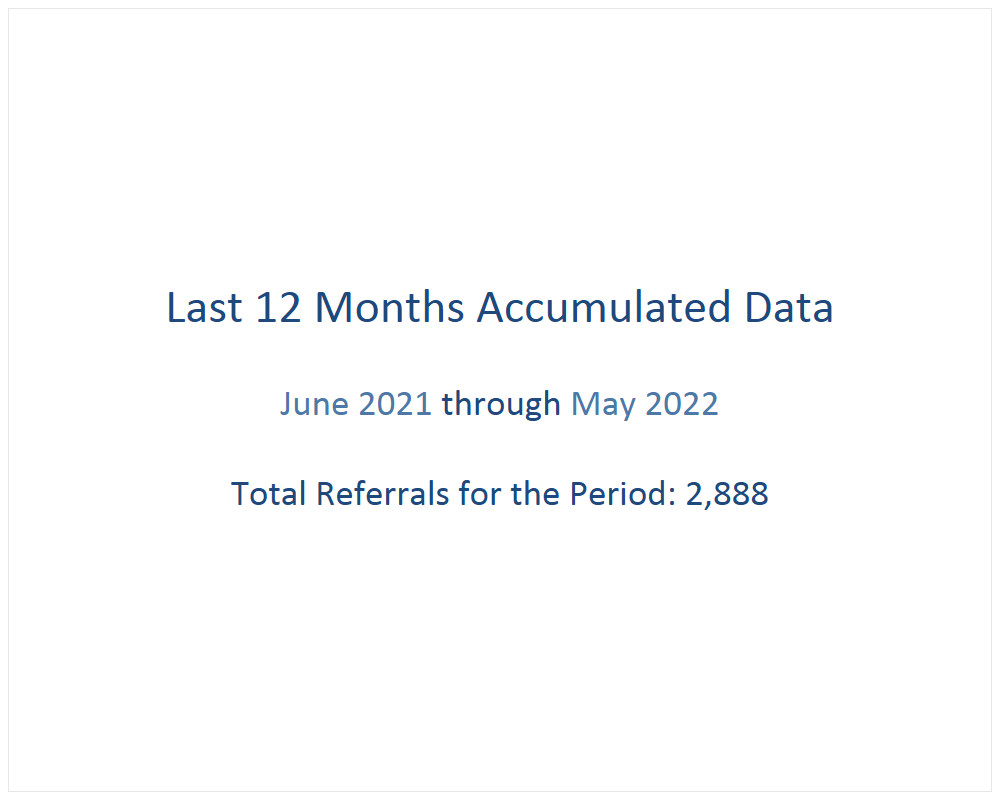 Last 12 Months Accumulated Data
June 2021 through May 2022
Total Referrals for the Period: 2,888